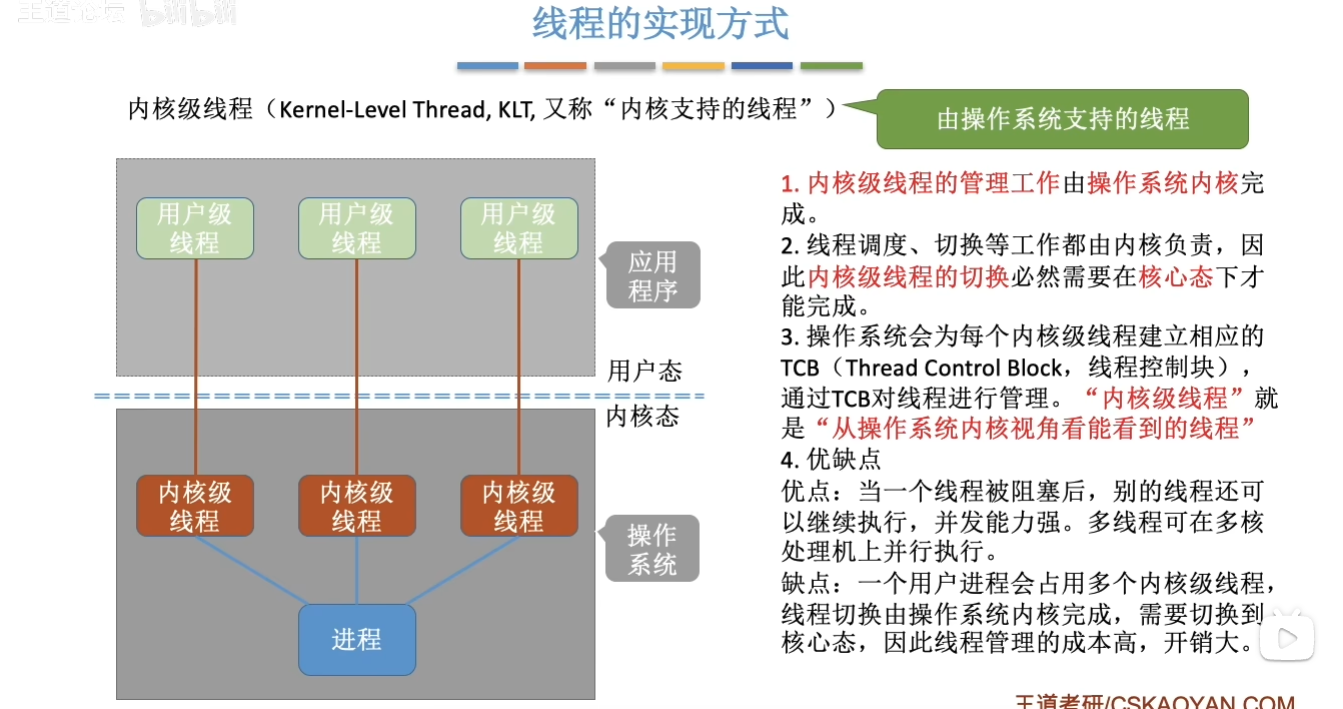 王道论坛 bilibili
线程的实现方式
内核级线程（Kernel-Level Thread, KLT, 又称“内核支持的线程”）
由操作系统支持的线程
用户级
线程
用户级
线程
用户级
线程
应用
程序
用户态
内核态
内核级
线程
内核级
线程
内核级
线程
操作
系统
进程
1. 内核级线程的管理工作由操作系统内核完
成。
2. 线程调度、切换等工作都由内核负责，因
此内核级线程的切换必然需要在核心态下才
能完成。
3. 操作系统会为每个内核级线程建立相应的
TCB（Thread Control Block，线程控制块），
通过TCB对线程进行管理。“内核级线程”就
是“从操作系统内核视角看能看到的线程”
4. 优缺点
优点：当一个线程被阻塞后，别的线程还可
以继续执行，并发能力强。多线程可在多核
处理机上并行执行。
缺点：一个用户进程会占用多个内核级线程，
线程切换由操作系统内核完成，需要切换到
核心态，因此线程管理的成本高，开销大。
王道考研/CSKAOYAN.COM